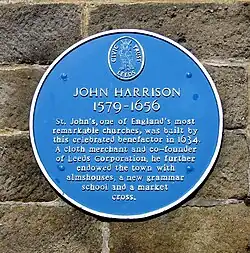 CIVIC TRUST
LEEDS
JOHN HARRISON
1579-1656
St. John's, one of England's most
remarkable churches, was built by
this celebrated benefactor in 1634.
A cloth merchant and co-founder
of Leeds Corporation, he further
endowed the town with
almshouses, a new grammar
school and a market
cross.